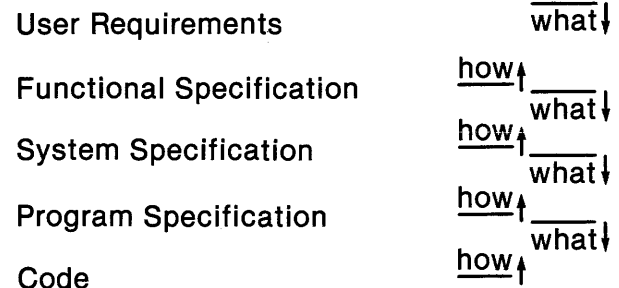 User Requirements what↓
how↑
Functional Specification what↓
how↑
System Specification what↓
how↑
Program Specification what↓
how↑
Code